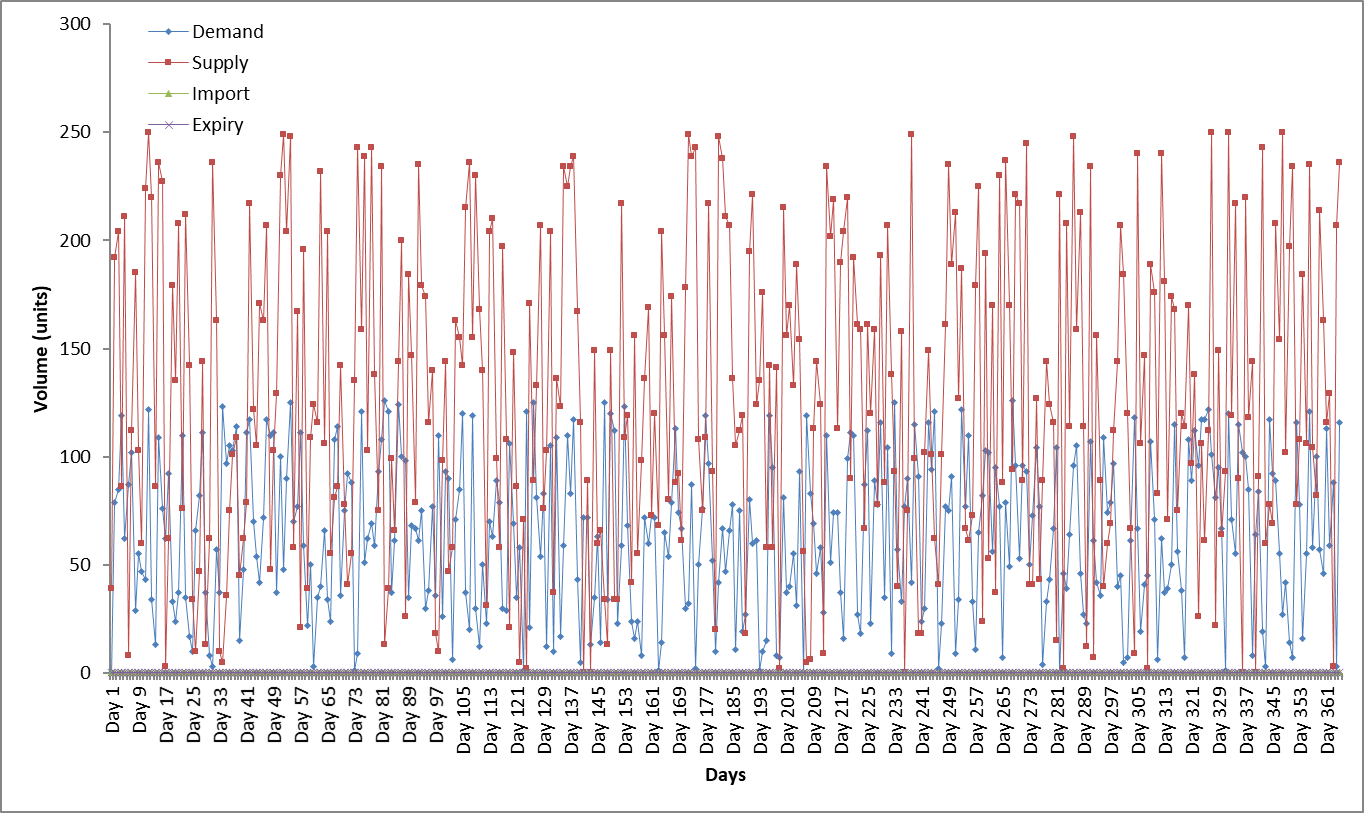 300
250
200
150
100
50
0
Volume (units)
Demand
Supply
Import
Expiry
Day 1
Day 9
Day 17
Day 25
Day 33
Day 41
Day 49
Day 57
Day 65
Day 73
Day 81
Day 89
Day 97
Day 105
Day 113
Day 121
Day 129
Day 137
Day 145
Day 153
Day 161
Day 169
Day 177
Day 185
Day 193
Day 201
Day 209
Day 217
Day 225
Day 233
Day 241
Day 249
Day 257
Day 265
Day 273
Day 281
Day 289
Day 297
Day 305
Day 313
Day 321
Day 329
Day 337
Day 345
Day 353
Day 361
Days